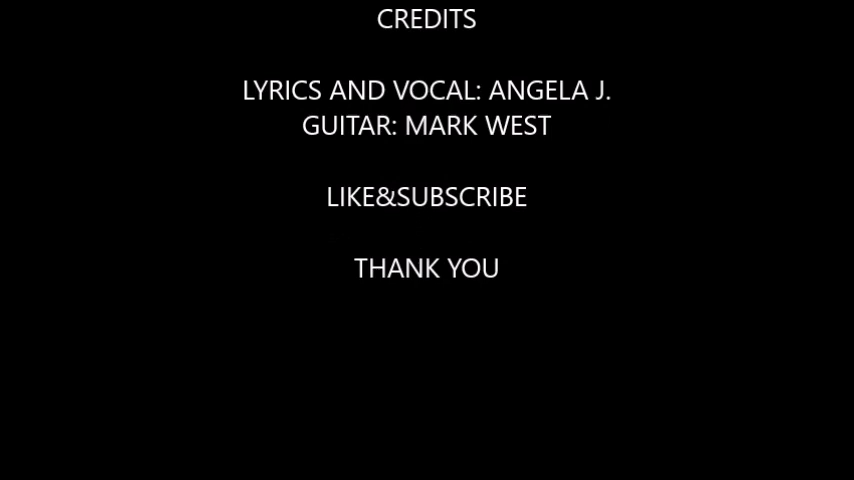 CREDITS
LYRICS AND VOCAL: ANGELA J.
GUITAR: MARK WEST
LIKE&SUBSCRIBE
THANK YOU